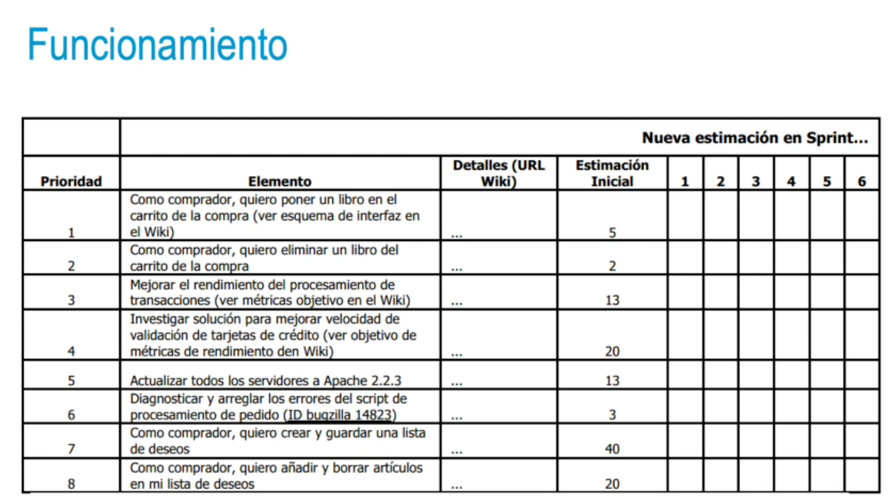 Funcionamiento
Nueva estimación en Sprint...
Prioridad Elemento Detalles (URL Wiki) Estimación Inicial 1 2 3 4 5 6
Como comprador, quiero poner un libro en el
carrito de la compra (ver esquema de interfaz en
1 el Wiki) ... 5
Como comprador, quiero eliminar un libro del
2 carrito de la compra ... 2
Mejorar el rendimiento del procesamiento de
3 transacciones (ver métricas objetivo en el Wiki) ... 13
Investigar solución para mejorar velocidad de
validación de tarjetas de crédito (ver objetivo de
4 métricas de rendimiento den Wiki) ... 20
5 Actualizar todos los servidores a Apache 2.2.3 ... 13
Diagnosticar y arreglar los errores del script de
6 procesamiento de pedido (ID bugzilla 14823) ... 3
Como comprador, quiero crear y guardar una lista
7 de deseos ... 40
Como comprador, quiero añadir y borrar artículos
8 en mi lista de deseos ... 20